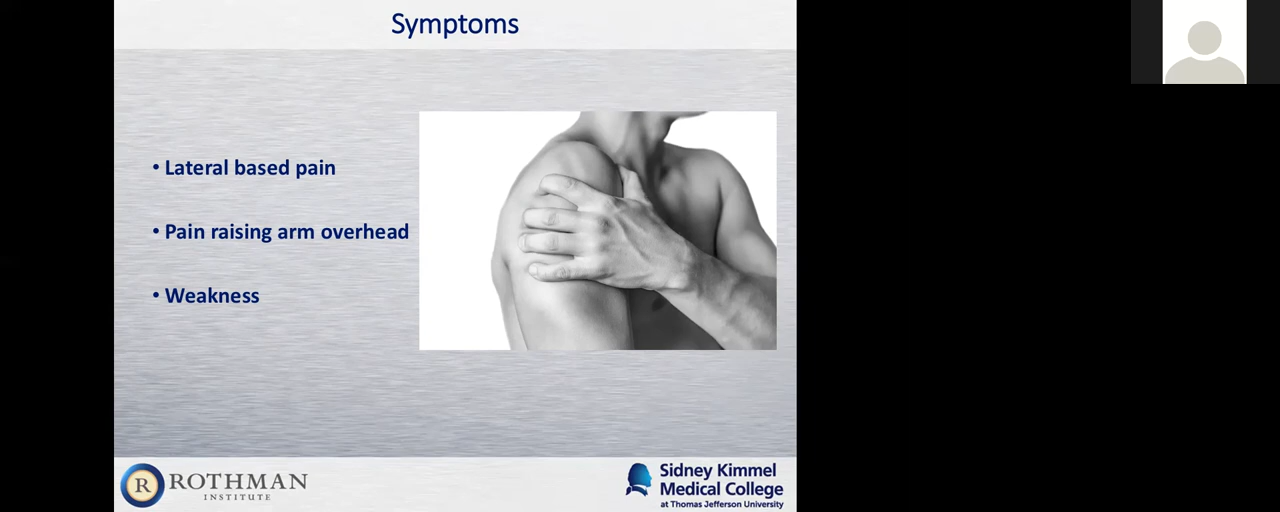 Symptoms
• Lateral based pain
• Pain raising arm overhead
• Weakness
R ROTHMAN
INSTITUTE
Sidney Kimmel
Medical College
at Thomas Jefferson University